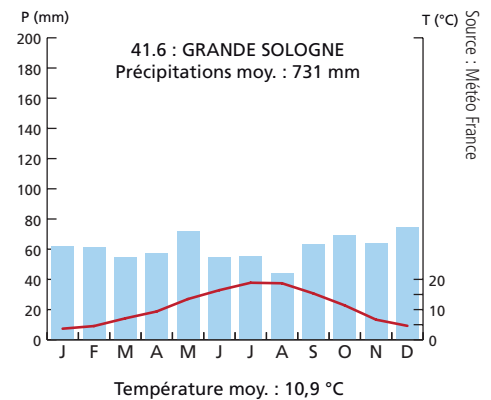 P (mm)
T (°C)
41.6 : GRANDE SOLOGNE
Précipitations moy. : 731 mm
Source : Météo France
200
180
160
140
120
100
80
60
40
20
0
20
10
0
J F M A M J J A S O N D
Température moy. : 10,9 °C